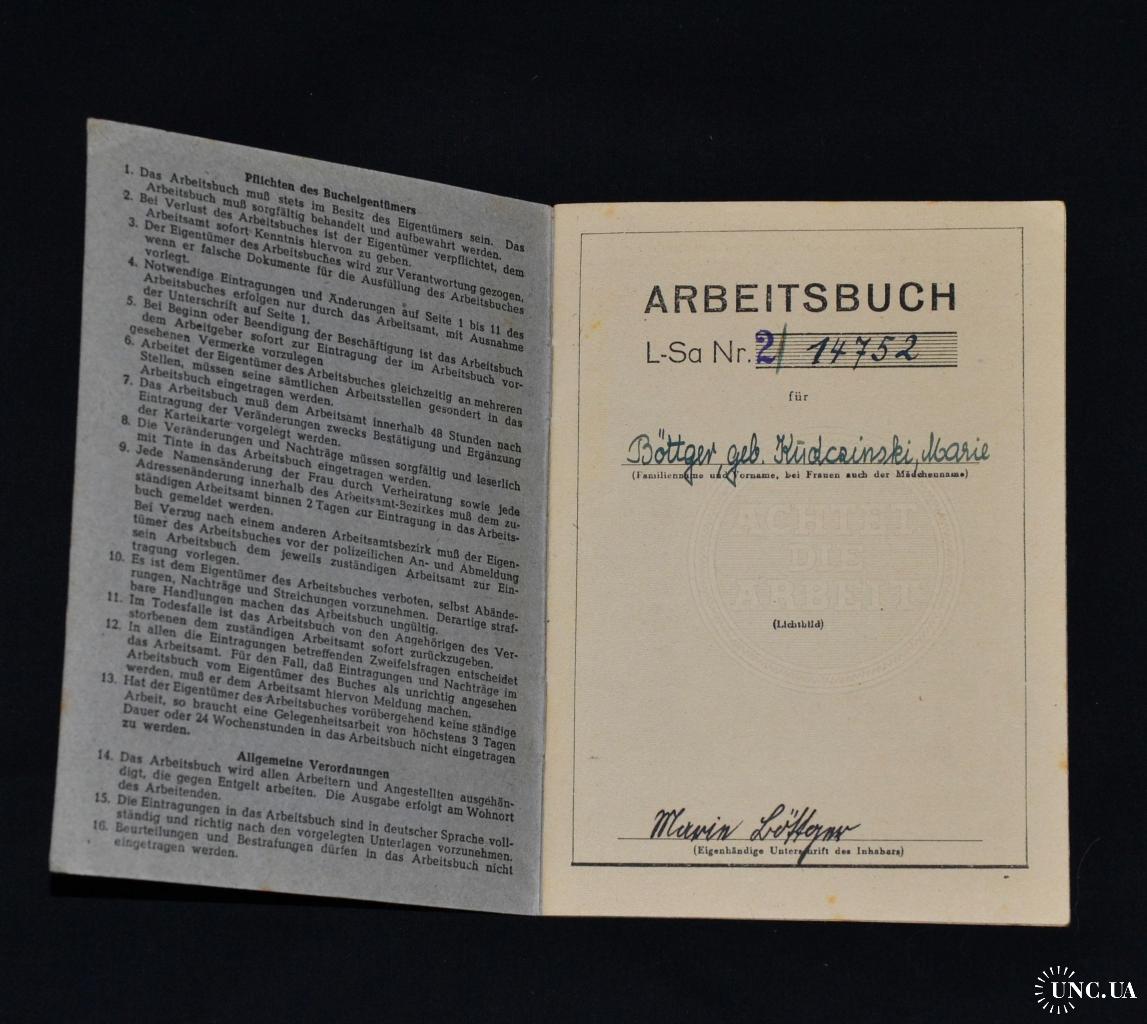 Pflichten des Bucheigentümers
1. Das Arbeitsbuch muß stets im Besitz des Eigentümers sein. Das
Arbeitsbuch muß sorgfältig behandelt und aufbewahrt werden.
2. Bei Verlust des Arbeitsbuches ist der Eigentümer verpflichtet, dem
Arbeitsamt sofort Kenntnis hiervon zu geben.
3. Der Eigentümer des Arbeitsbuches wird zur Verantwortung gezogen,
wenn er falsche Dokumente für die Ausfüllung des Arbeitsbuches
vorlegt.
4. Notwendige Eintragungen und Änderungen auf Seite 1 bis 11 des
Arbeitsbuches erfolgen nur durch das Arbeitsamt, mit Ausnahme
der Unterschrift auf Seite 1.
5. Bei Beginn oder Beendigung der Beschäftigung ist das Arbeitsbuch
dem Arbeitgeber sofort zur Eintragung der im Arbeitsbuch vor-
gesehenen Vermerke vorzulegen
6. Arbeitet der Eigentümer des Arbeitsbuches gleichzeitig an mehreren
Stellen, müssen seine sämtlichen Arbeitsstellen gesondert in das
Arbeitsbuch eingetragen werden.
7. Das Arbeitsbuch muß dem Arbeitsamt innerhalb 48 Stunden nach
Eintragung der Veränderungen zwecks Bestätigung und Ergänzung
der Karteikarte vorgelegt werden.
8. Die Veränderungen und Nachträge müssen sorgfältig und leserlich
mit Tinte in das Arbeitsbuch eingetragen werden.
9. Jede Namensänderung der Frau durch Verheiratung sowie jede
Adressenänderung innerhalb des Arbeitsamt-Bezirkes muß dem zu-
ständigen Arbeitsamt binnen 2 Tagen zur Eintragung in das Arbeits-
buch gemeldet werden.
Bei Verzug nach einem anderen Arbeitsamtsbezirk muß der Eigen-
tümer des Arbeitsbuches vor der polizeilichen An- und Abmeldung
sein Arbeitsbuch dem jeweils zuständigen Arbeitsamt zur Ein-
tragung vorlegen.
10. Es ist dem Eigentümer des Arbeitsbuches verboten, selbst Abände-
rungen, Nachträge und Streichungen vorzunehmen. Derartige straf-
bare Handlungen machen das Arbeitsbuch ungültig.
11. Im Todesfalle ist das Arbeitsbuch von den Angehörigen des Ver-
storbenen dem zuständigen Arbeitsamt sofort zurückzugeben.
12. In allen die Eintragungen betreffenden Zweifelsfragen entscheidet
das Arbeitsamt. Für den Fall, daß Eintragungen und Nachträge im
Arbeitsbuch vom Eigentümer des Buches als unrichtig angesehen
werden, muß er dem Arbeitsamt hiervon Meldung machen.
13. Hat der Eigentümer des Arbeitsbuches vorübergehend keine ständige
Arbeit, so braucht eine Gelegenheitsarbeit von höchstens 3 Tagen
Dauer oder 24 Wochenstunden in das Arbeitsbuch nicht eingetragen
zu werden.
Allgemeine Verordnungen
14. Das Arbeitsbuch wird allen Arbeitern und Angestellten ausgehän-
digt, die gegen Entgelt arbeiten. Die Ausgabe erfolgt am Wohnort
des Arbeitenden.
15. Die Eintragungen in das Arbeitsbuch sind in deutscher Sprache voll-
ständig und richtig nach den vorgelegten Unterlagen vorzunehmen.
16. Beurteilungen und Bestrafungen dürfen in das Arbeitsbuch nicht
eingetragen werden.
ARBEITSBUCH
L-Sa Nr. 2/ 14752
für
Böttger, geb. Kudczinski, Marie
(Familienname und Vorname, bei Frauen auch der Mädchenname)
ACHTET
DIE
ARBEIT
(Lichtbild)
Marie Böttger
(Eigenhändige Unterschrift des Inhabers)
UNC.UA